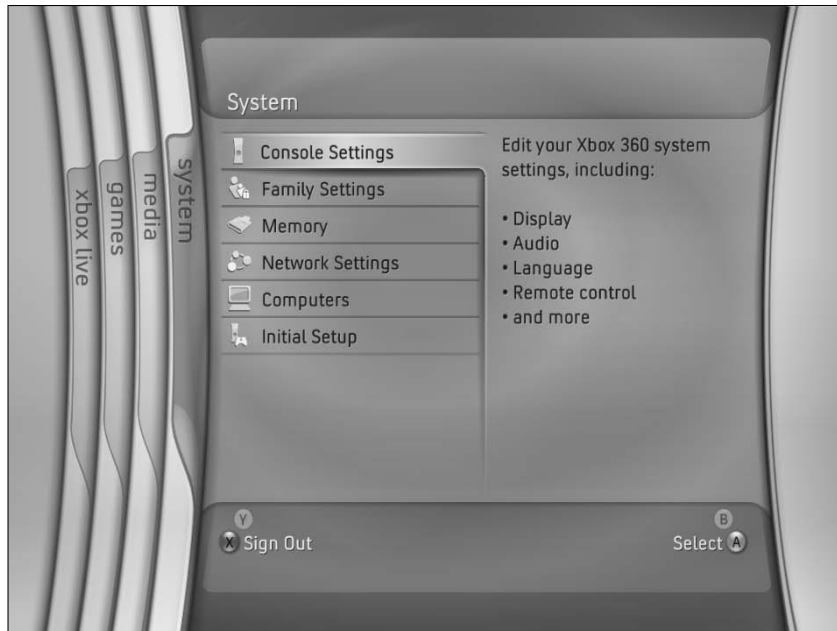 System
xbox live
games
media
system
Console Settings
Family Settings
Memory
Network Settings
Computers
Initial Setup
Edit your Xbox 360 system
settings, including:
• Display
• Audio
• Language
• Remote control
• and more
Y
X Sign Out
B
Select A